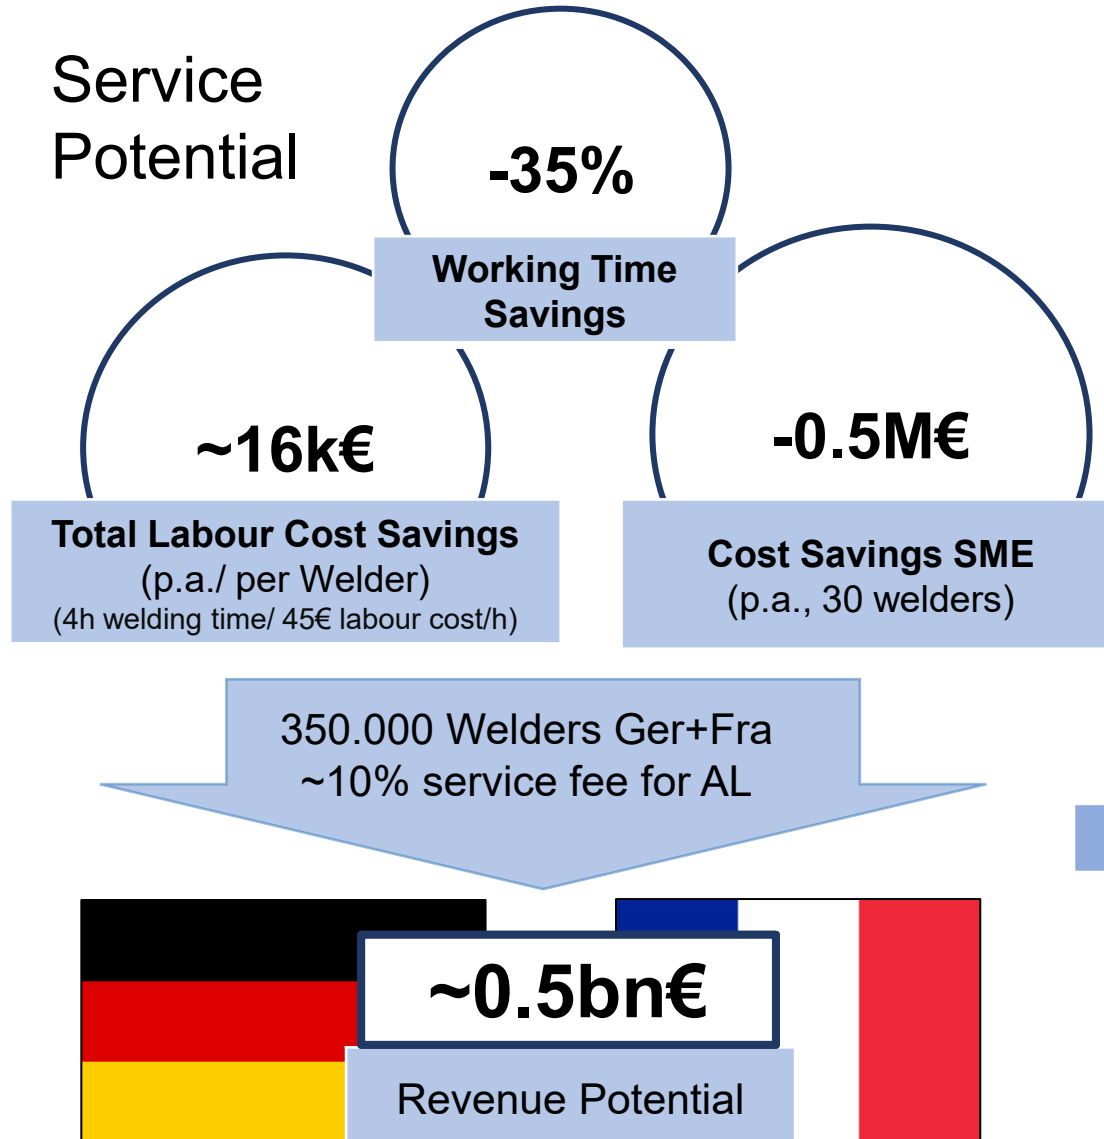 Service
Potential
-35%
Working Time
Savings
~16k€
Total Labour Cost Savings
(p.a./ per Welder)
(4h welding time/ 45€ labour cost/h)
-0.5M€
Cost Savings SME
(p.a., 30 welders)
350.000 Welders Ger+Fra
~10% service fee for AL
~0.5bn€
Revenue Potential